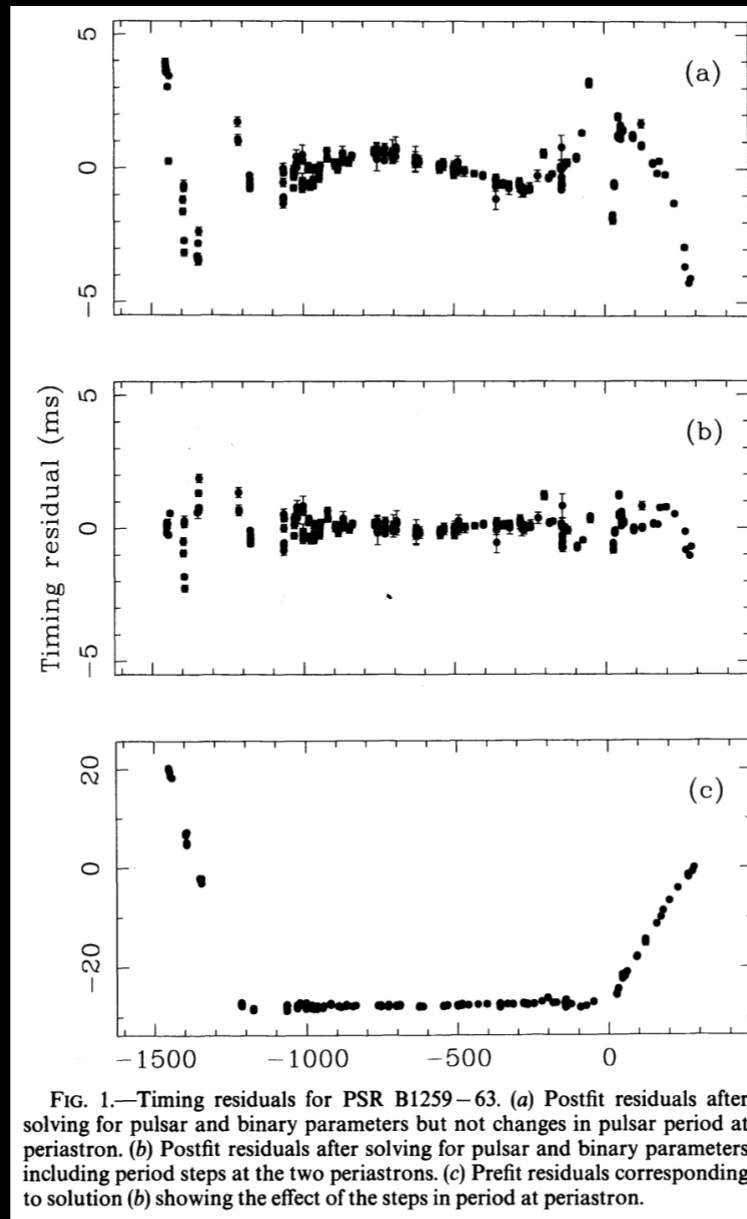 5
(a)
0
−5
5
(b)
0
−5
Timing residual (ms)
20
(c)
0
−20
−1500 −1000 −500 0
FIG. 1.—Timing residuals for PSR B1259−63. (a) Postfit residuals after
solving for pulsar and binary parameters but not changes in pulsar period at
periastron. (b) Postfit residuals after solving for pulsar and binary parameters
including period steps at the two periastrons. (c) Prefit residuals corresponding
to solution (b) showing the effect of the steps in period at periastron.